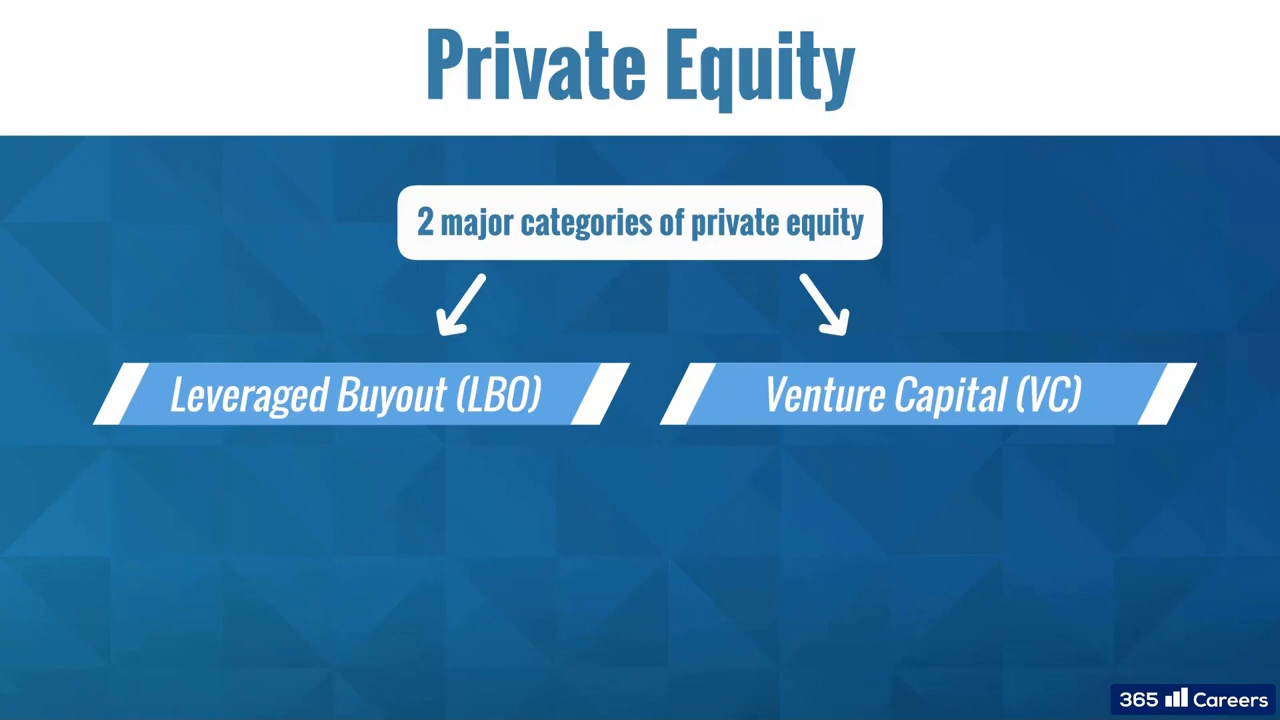 Private Equity
2 major categories of private equity
Leveraged Buyout (LBO)
Venture Capital (VC)
365 Careers